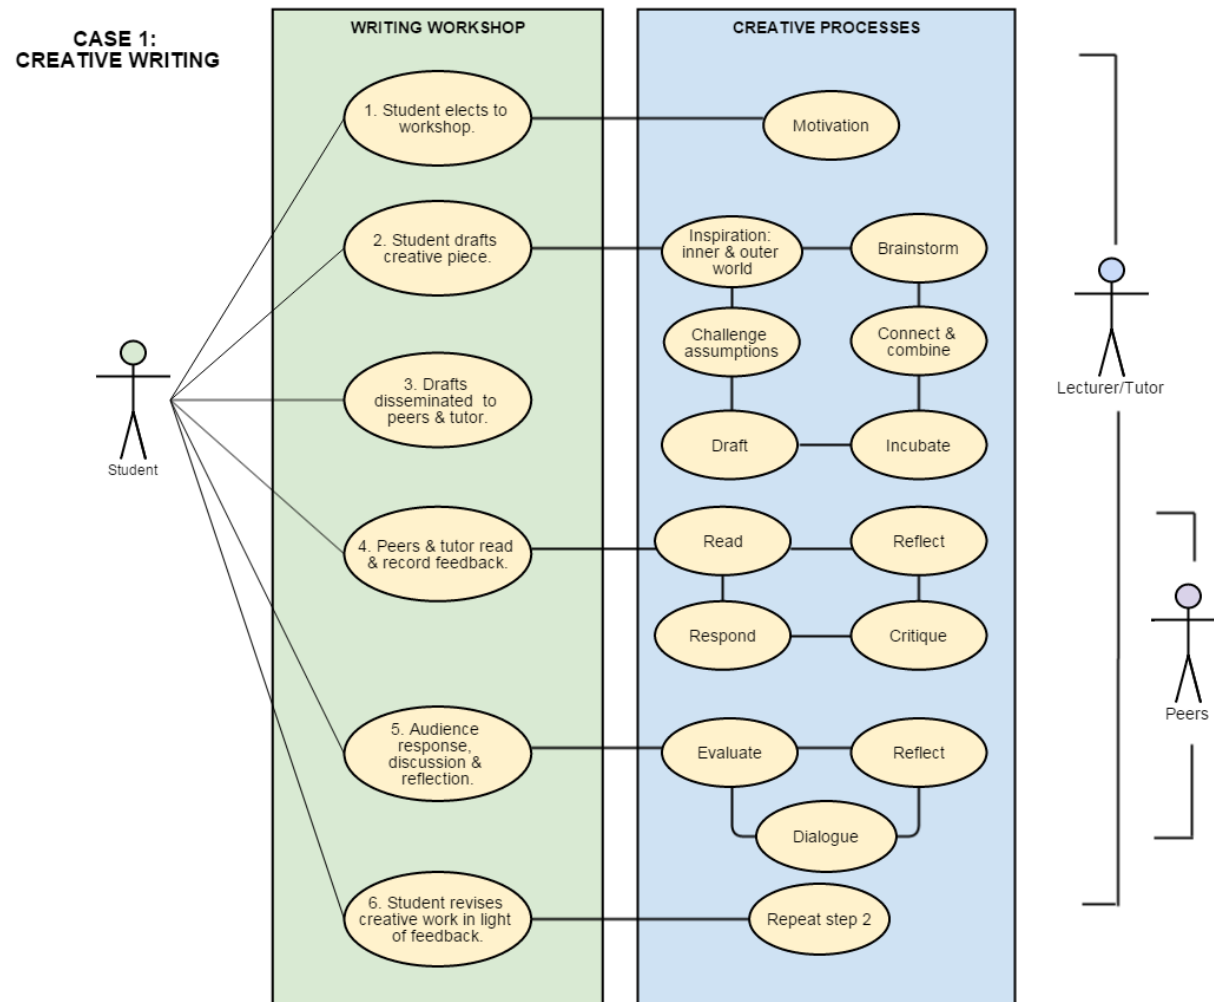 CASE 1:
CREATIVE WRITING
WRITING WORKSHOP
CREATIVE PROCESSES
1. Student elects to
workshop.
Motivation
2. Student drafts
creative piece.
Inspiration:
inner & outer
world
Brainstorm
Challenge
assumptions
Connect &
combine
3. Drafts
disseminated to
peers & tutor.
Draft
Incubate
Student
Lecturer/Tutor
4. Peers & tutor read
& record feedback.
Read
Reflect
Respond
Critique
Peers
5. Audience
response,
discussion &
reflection.
Evaluate
Reflect
Dialogue
6. Student revises
creative work in light
of feedback.
Repeat step 2